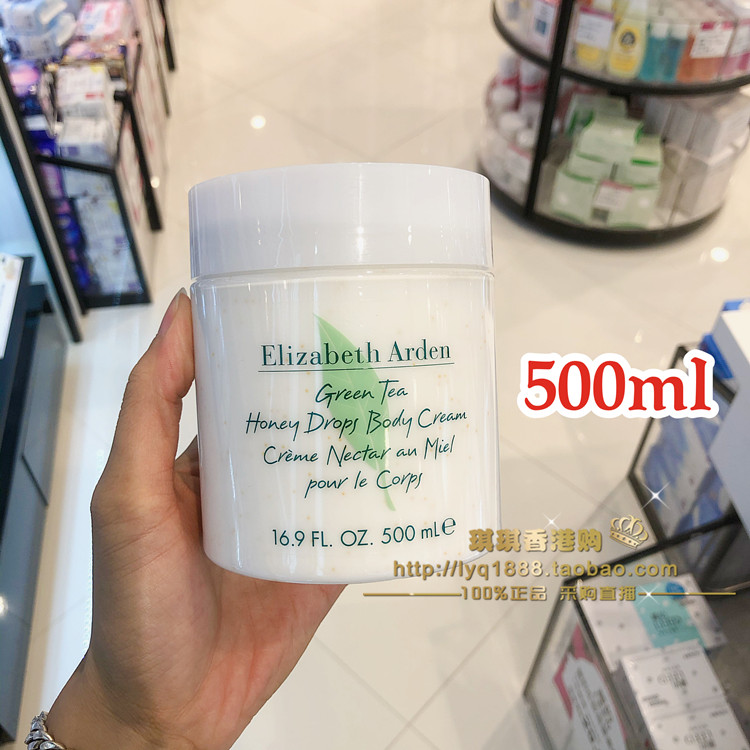 Elizabeth Arden
Green Tea
Honey Drops Body Cream
Crème Nectar au Miel
pour le Corps
16.9 FL. OZ. 500 mL℮
500ml
琪琪香港购
http://lyq1888.taobao.com
100%正品 采购直播